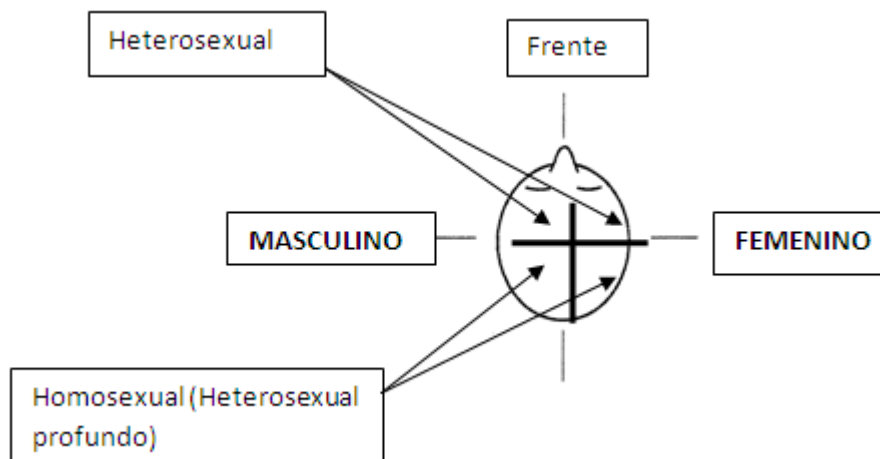 Heterosexual
Frente
MASCULINO
FEMENINO
Homosexual (Heterosexual
profundo)